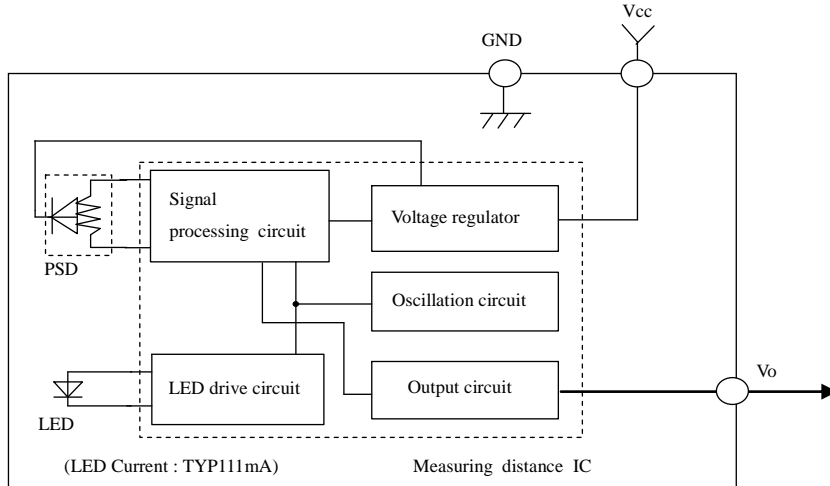 Vcc
GND
Signal
processing circuit
Voltage regulator
PSD
Oscillation circuit
LED drive circuit
Output circuit
Vo
LED
(LED Current : TYP111mA)
Measuring distance IC